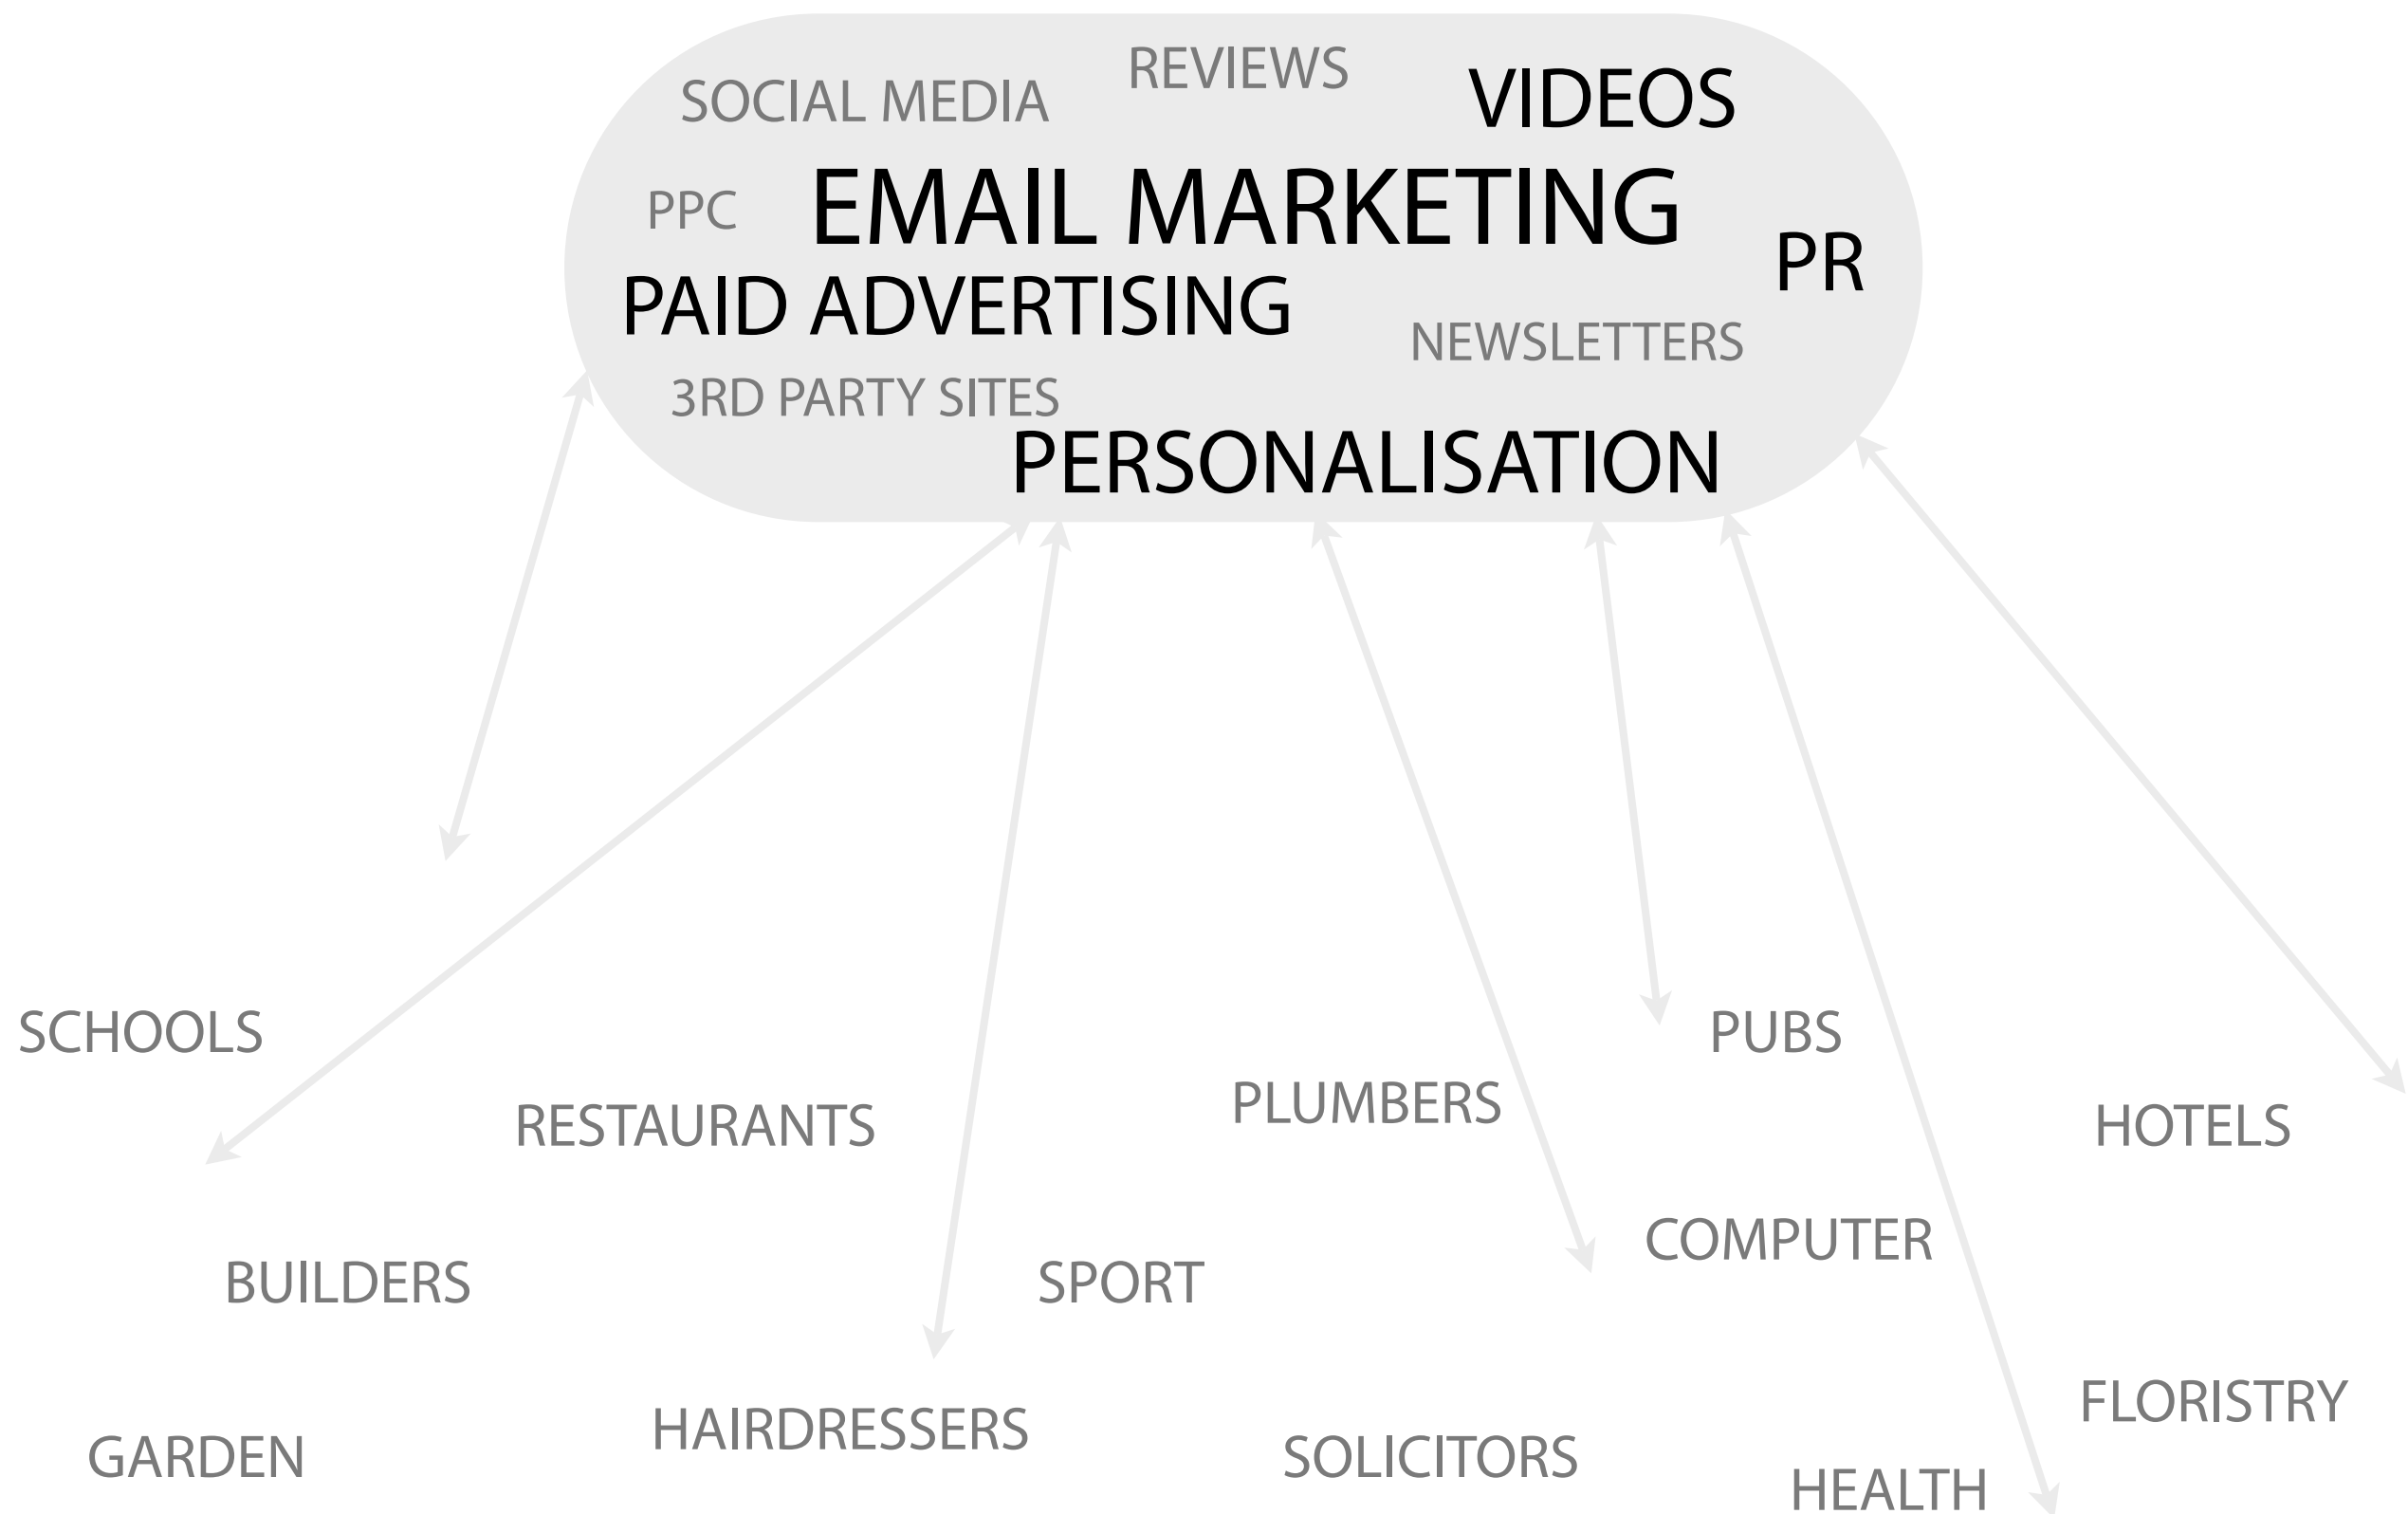 REVIEWS
SOCIAL MEDIA
VIDEOS
PPC
EMAIL MARKETING
PR
PAID ADVERTISING
NEWSLETTERS
3RD PARTY SITES
PERSONALISATION
SCHOOLS
PUBS
PLUMBERS
RESTAURANTS
HOTELS
COMPUTER
BUILDERS
SPORT
FLORISTRY
HAIRDRESSERS
GARDEN
SOLICITORS
HEALTH